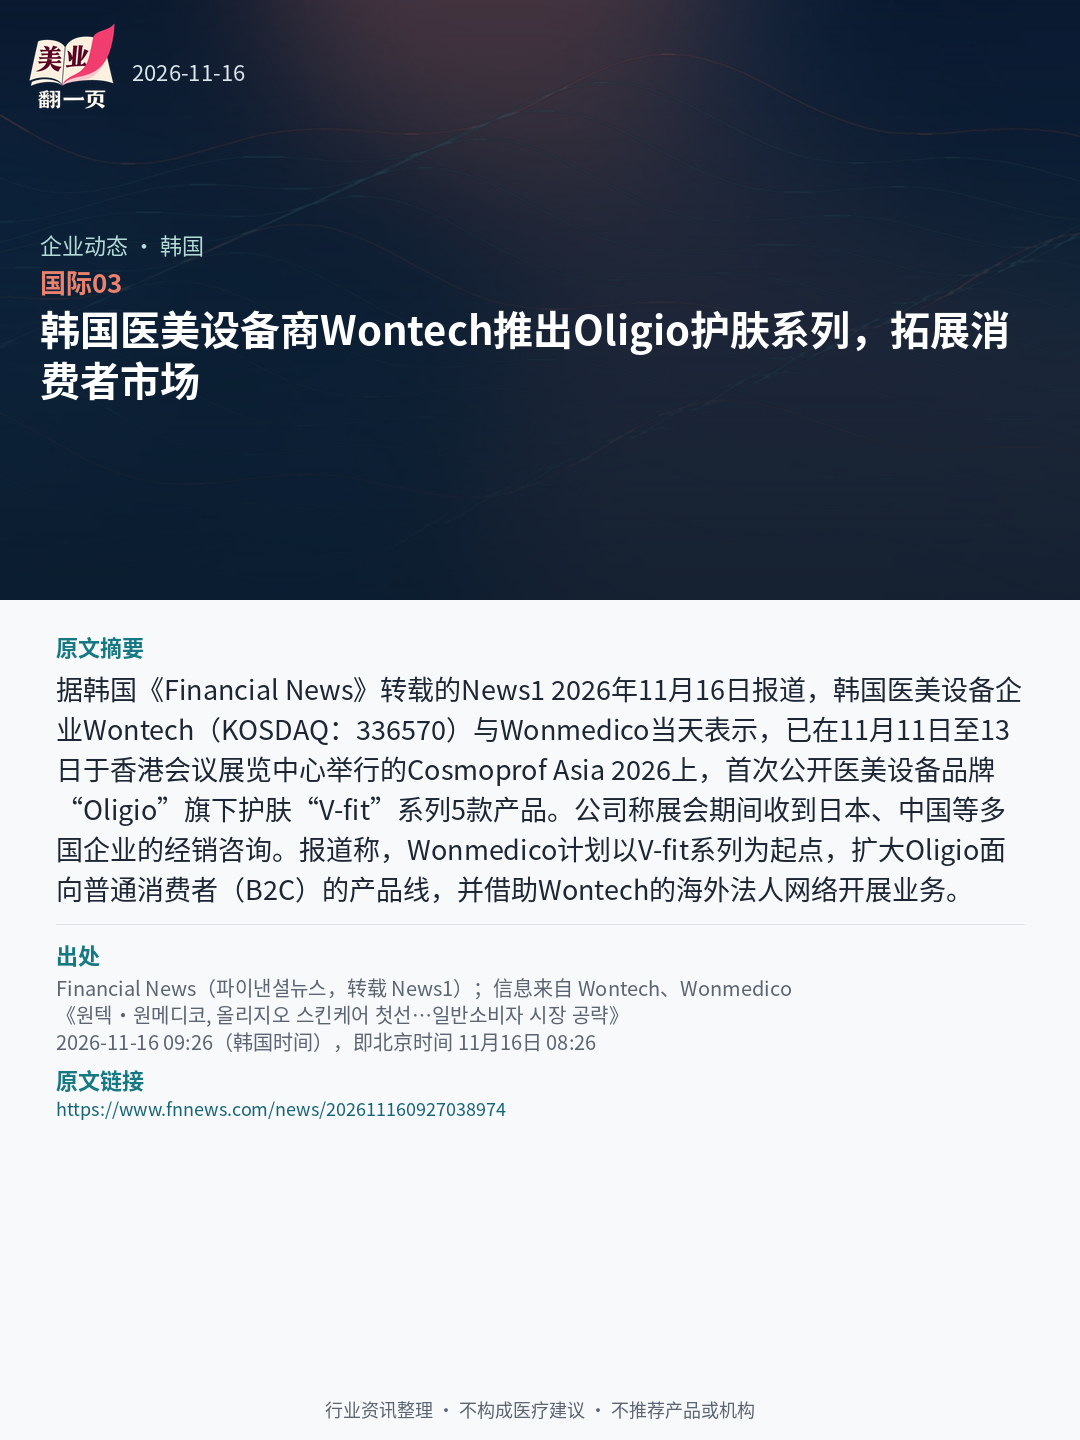 美业
翻一页
2026-11-16
企业动态 · 韩国
国际03
韩国医美设备商Wontech推出Oligio护肤系列，拓展消
费者市场
原文摘要
据韩国《Financial News》转载的News1 2026年11月16日报道，韩国医美设备企
业Wontech（KOSDAQ：336570）与Wonmedico当天表示，已在11月11日至13
日于香港会议展览中心举行的Cosmoprof Asia 2026上，首次公开医美设备品牌
“Oligio”旗下护肤“V-fit”系列5款产品。公司称展会期间收到日本、中国等多
国企业的经销咨询。报道称，Wonmedico计划以V-fit系列为起点，扩大Oligio面
向普通消费者（B2C）的产品线，并借助Wontech的海外法人网络开展业务。
出处
Financial News（파이낸셜뉴스，转载 News1）；信息来自 Wontech、Wonmedico
《원텍·원메디코, 올리지오 스킨케어 첫선…일반소비자 시장 공략》
2026-11-16 09:26（韩国时间），即北京时间 11月16日 08:26
原文链接
https://www.fnnews.com/news/202611160927038974
行业资讯整理 · 不构成医疗建议 · 不推荐产品或机构